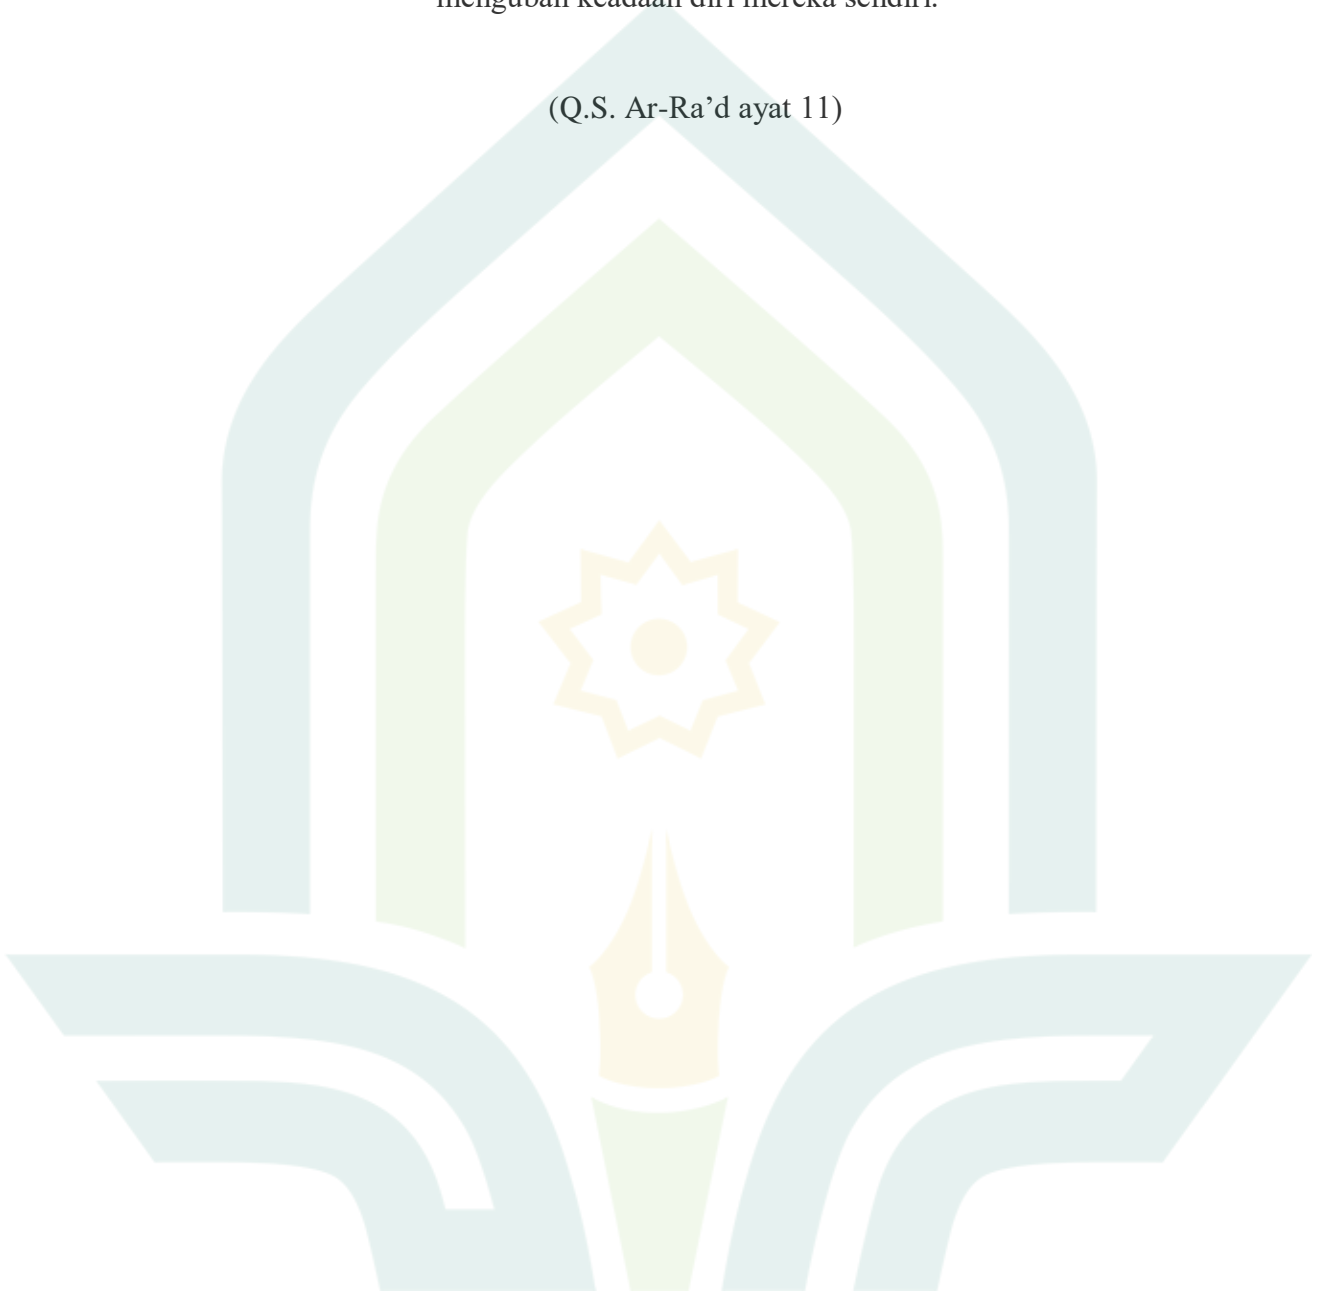 mengubah keadaan diri mereka sendiri.
(Q.S. Ar-Ra’d ayat 11)